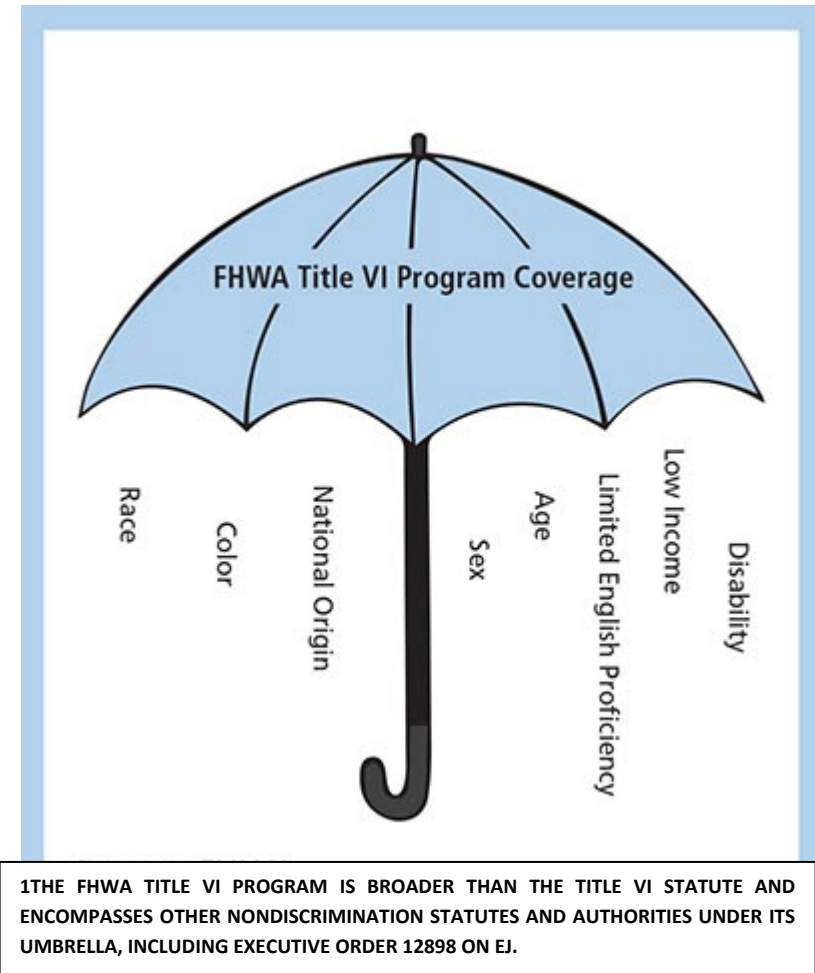 FHWA Title VI Program Coverage
Race
Color
National Origin
Sex
Age
Limited English Proficiency
Low Income
Disability
1THE FHWA TITLE VI PROGRAM IS BROADER THAN THE TITLE VI STATUTE AND
ENCOMPASSES OTHER NONDISCRIMINATION STATUTES AND AUTHORITIES UNDER ITS
UMBRELLA, INCLUDING EXECUTIVE ORDER 12898 ON EJ.